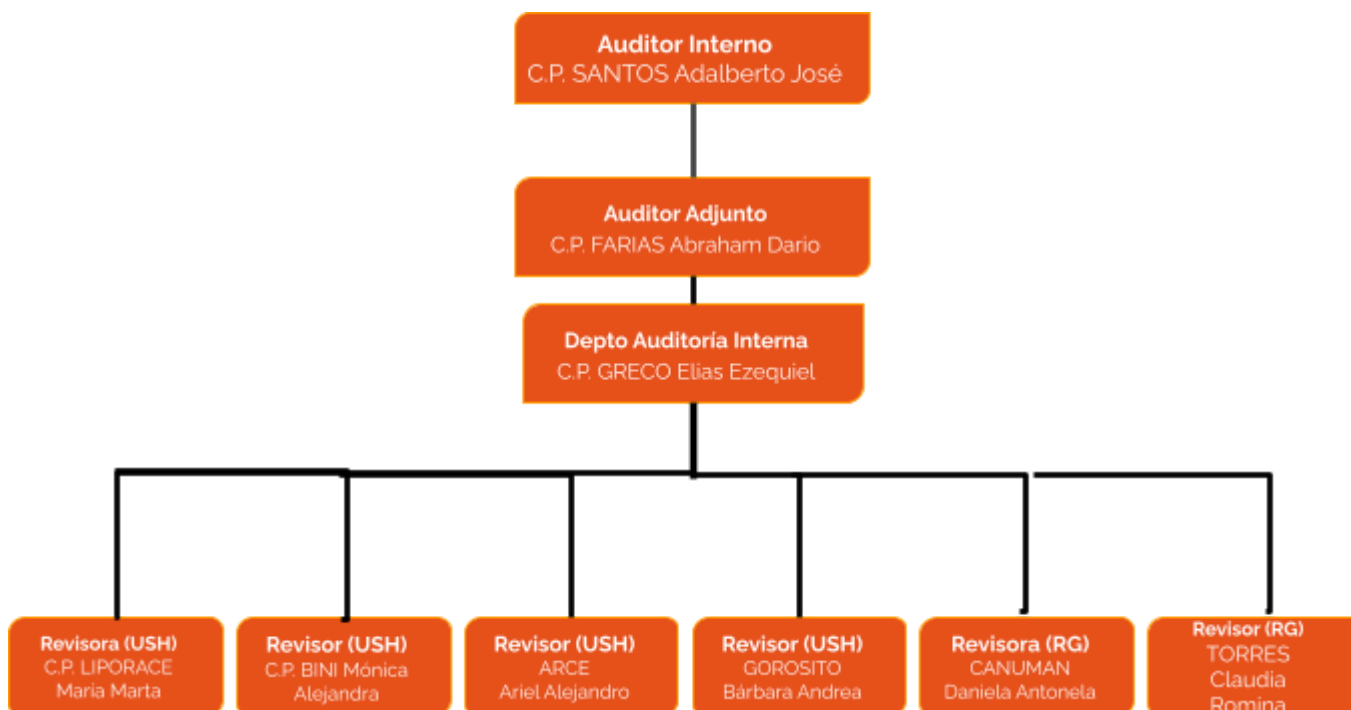 Auditor Interno
C.P. SANTOS Adalberto José
Auditor Adjunto
C.P. FARIAS Abraham Dario
Depto Auditoría Interna
C.P. GRECO Elias Ezequiel
Revisora (USH)
C.P. LIPORACE
Maria Marta
Revisor (USH)
C.P. BINI Mónica
Alejandra
Revisor (USH)
ARCE
Ariel Alejandro
Revisor (USH)
GOROSITO
Bárbara Andrea
Revisora (RG)
CANUMAN
Daniela Antonela
Revisor (RG)
TORRES
Claudia
Romina